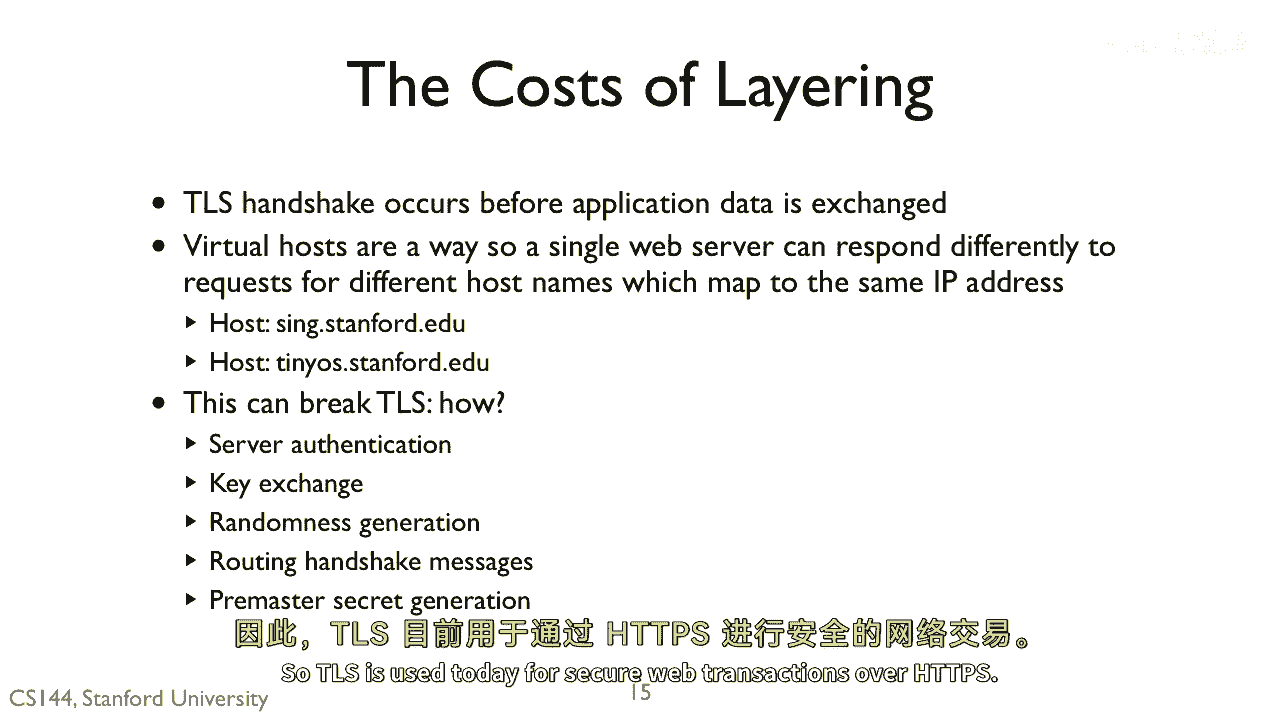 The Costs of Layering
• TLS handshake occurs before application data is exchanged
• Virtual hosts are a way so a single web server can respond differently to
requests for different host names which map to the same IP address
▸ Host: sing.stanford.edu
▸ Host: tinyos.stanford.edu
• This can break TLS: how?
▸ Server authentication
▸ Key exchange
▸ Randomness generation
▸ Routing handshake messages
▸ Premaster secret generation
因此，TLS 目前用于通过 HTTPS 进行安全的网络交易。
So TLS is used today for secure web transactions over HTTPS.
CS144, Stanford University
15